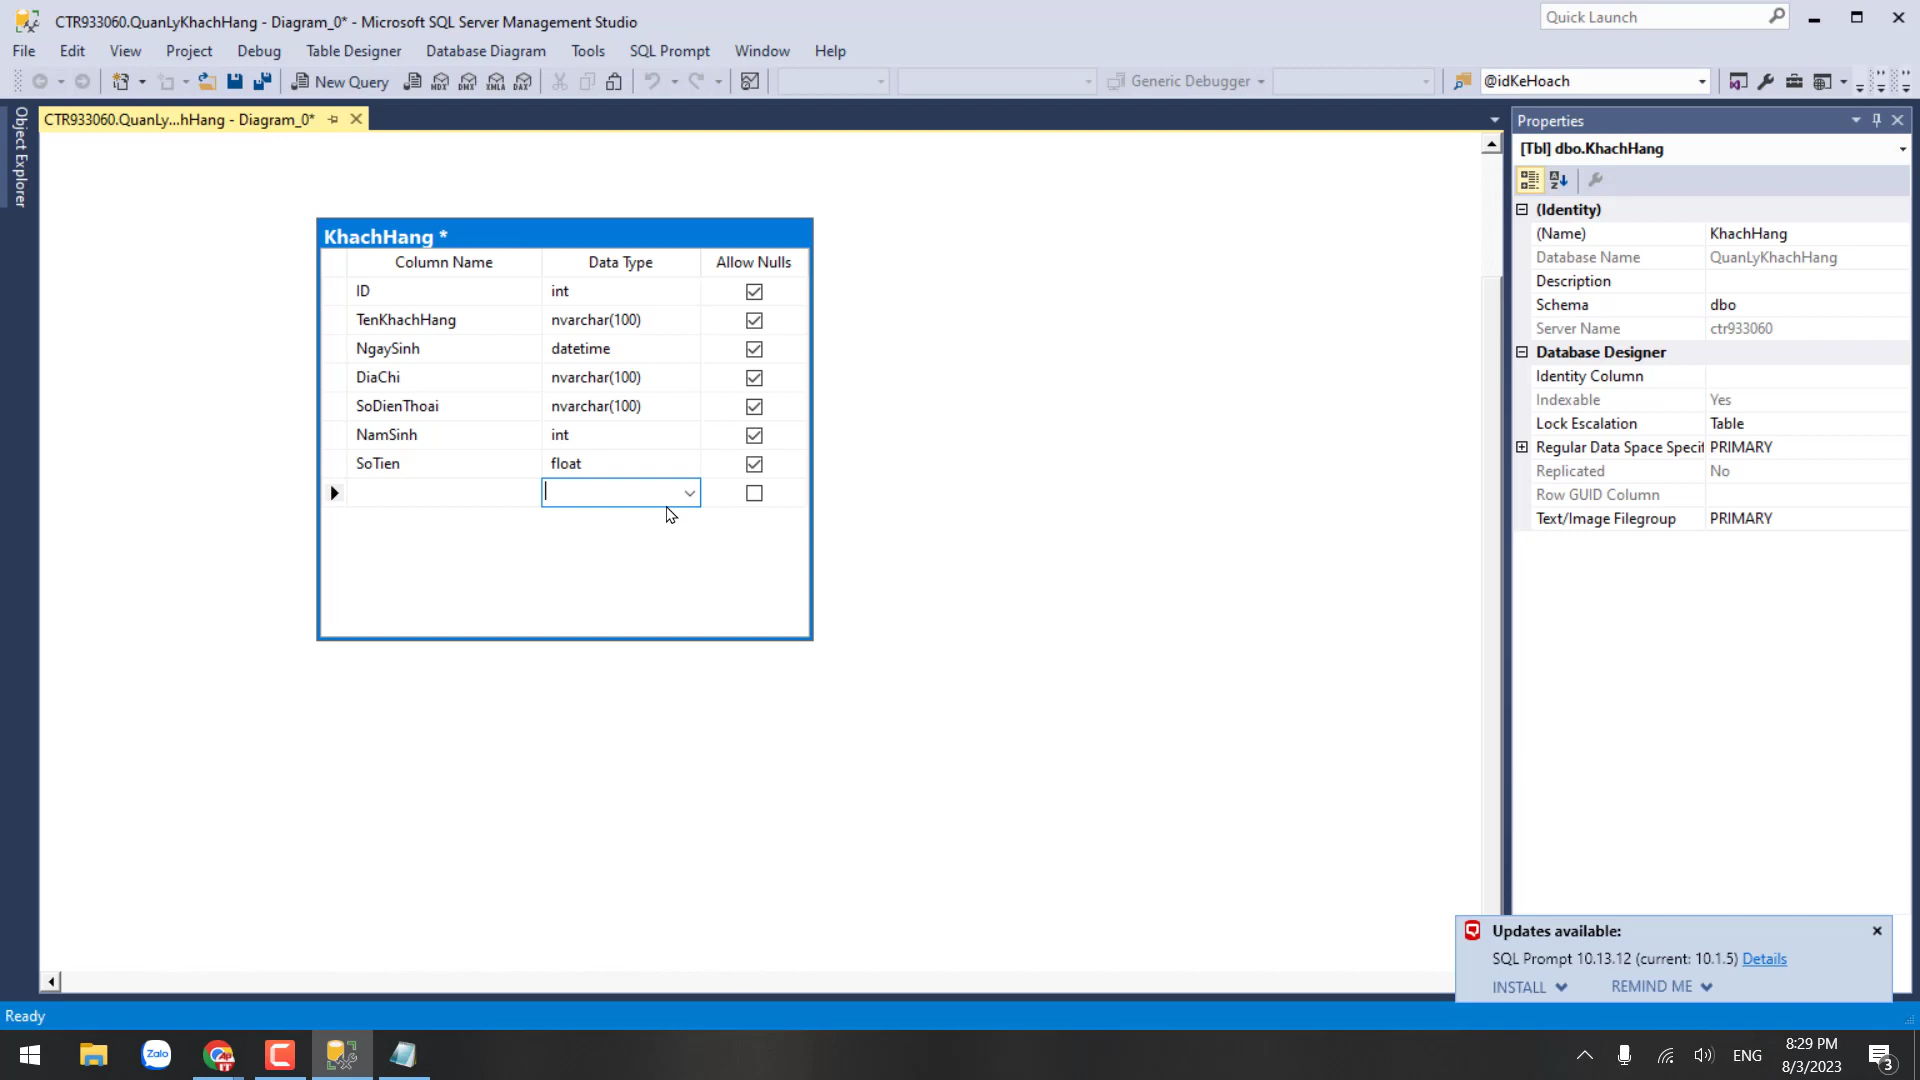 CTR933060.QuanLyKhachHang - Diagram_0* - Microsoft SQL Server Management Studio
Quick Launch
File Edit View Project Debug Table Designer Database Diagram Tools SQL Prompt Window Help
New Query MDX DMX XMLA DAX Generic Debugger @idKeHoach
Object Explorer
CTR933060.QuanLy...hHang - Diagram_0*
KhachHang *
Column Name Data Type Allow Nulls
ID int
TenKhachHang nvarchar(100)
NgaySinh datetime
DiaChi nvarchar(100)
SoDienThoai nvarchar(100)
NamSinh int
SoTien float
Properties
[Tbl] dbo.KhachHang
(Identity)
(Name) KhachHang
Database Name QuanLyKhachHang
Description
Schema dbo
Server Name ctr933060
Database Designer
Identity Column
Indexable Yes
Lock Escalation Table
Regular Data Space Specif PRIMARY
Replicated No
Row GUID Column
Text/Image Filegroup PRIMARY
Updates available:
SQL Prompt 10.13.12 (current: 10.1.5) Details
INSTALL REMIND ME
Ready
Zalo
ENG
8:29 PM
8/3/2023
3